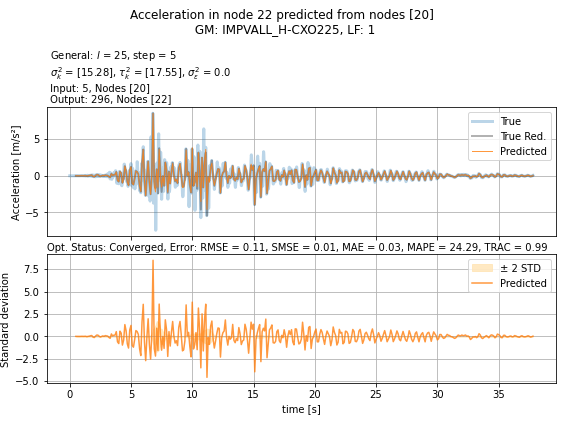 Acceleration in node 22 predicted from nodes [20]
GM: IMPVALL_H-CXO225, LF: 1
General: l = 25, step = 5
σ²ₖ = [15.28], τ²ₖ = [17.55], σ²ε = 0.0
Input: 5, Nodes [20]
Output: 296, Nodes [22]
Acceleration [m/s²]
5
0
−5
True
True Red.
Predicted
Opt. Status: Converged, Error: RMSE = 0.11, SMSE = 0.01, MAE = 0.03, MAPE = 24.29, TRAC = 0.99
Standard deviation
7.5
5.0
2.5
0.0
−2.5
−5.0
± 2 STD
Predicted
0 5 10 15 20 25 30 35
time [s]